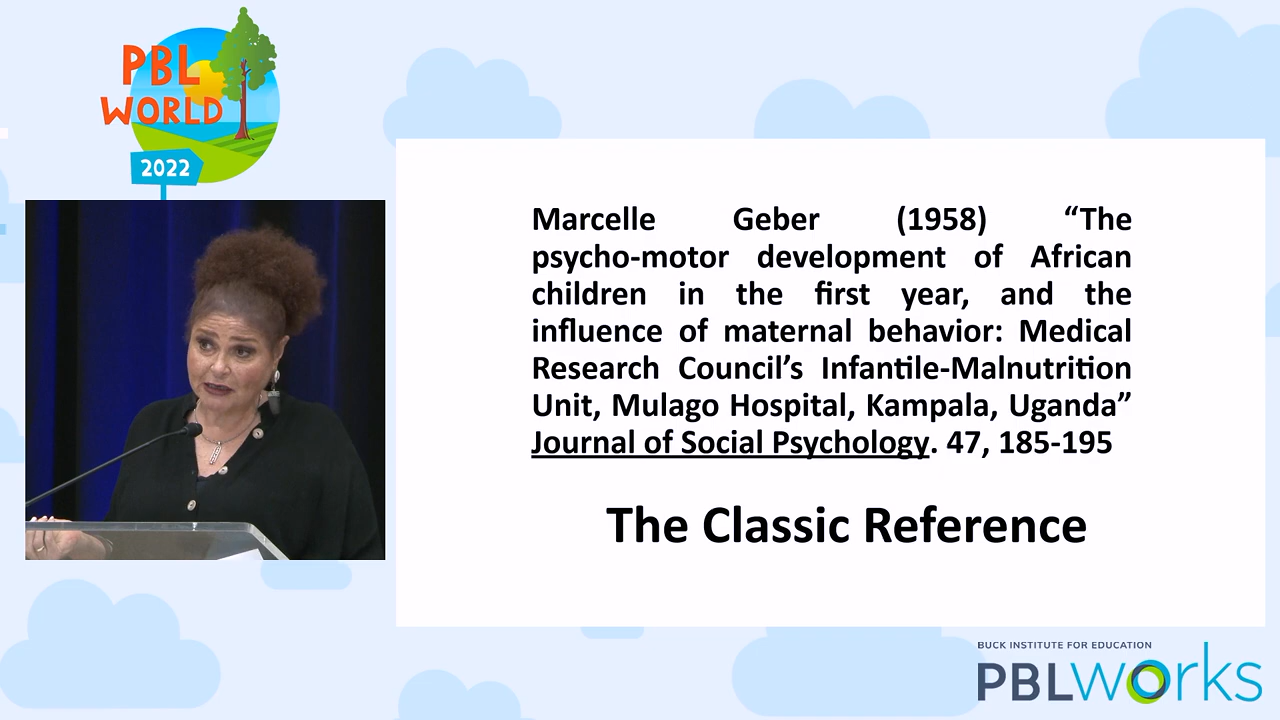 PBL
WORLD
2022
Marcelle Geber (1958) “The
psycho-motor development of African
children in the first year, and the
influence of maternal behavior: Medical
Research Council’s Infantile-Malnutrition
Unit, Mulago Hospital, Kampala, Uganda”
Journal of Social Psychology. 47, 185-195
The Classic Reference
BUCK INSTITUTE FOR EDUCATION
PBLWorks